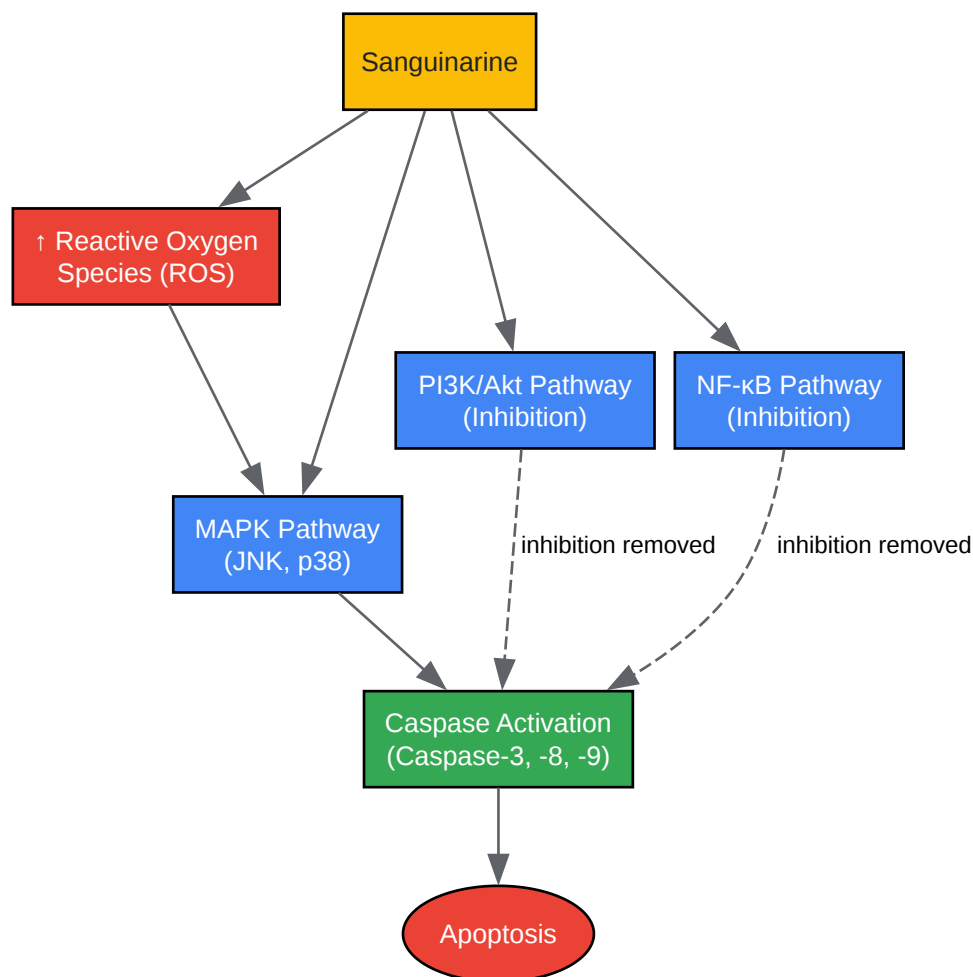 Sanguinarine
↑ Reactive Oxygen
Species (ROS)
PI3K/Akt Pathway
(Inhibition)
NF-κB Pathway
(Inhibition)
MAPK Pathway
(JNK, p38)
inhibition removed
inhibition removed
Caspase Activation
(Caspase-3, -8, -9)
Apoptosis